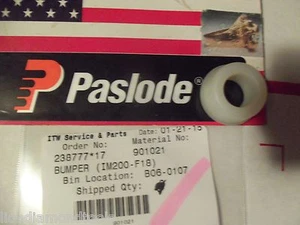 Paslode®
ITW Service & Parts Date: 01-21-15
Order No: Material No:
238777*17 901021
BUMPER (IM200-F18)
Bin Location: B06-0107
Shipped Qty:
901021